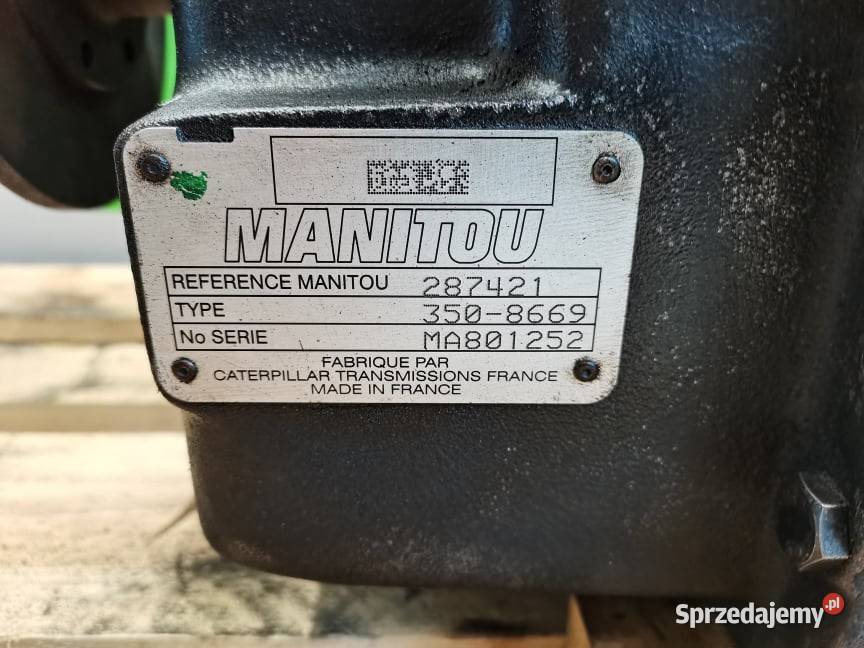 MANITOU
REFERENCE MANITOU 287421
TYPE 350-8669
No SERIE MA801252
FABRIQUE PAR
CATERPILLAR TRANSMISSIONS FRANCE
MADE IN FRANCE
Sprzedajemy.pl